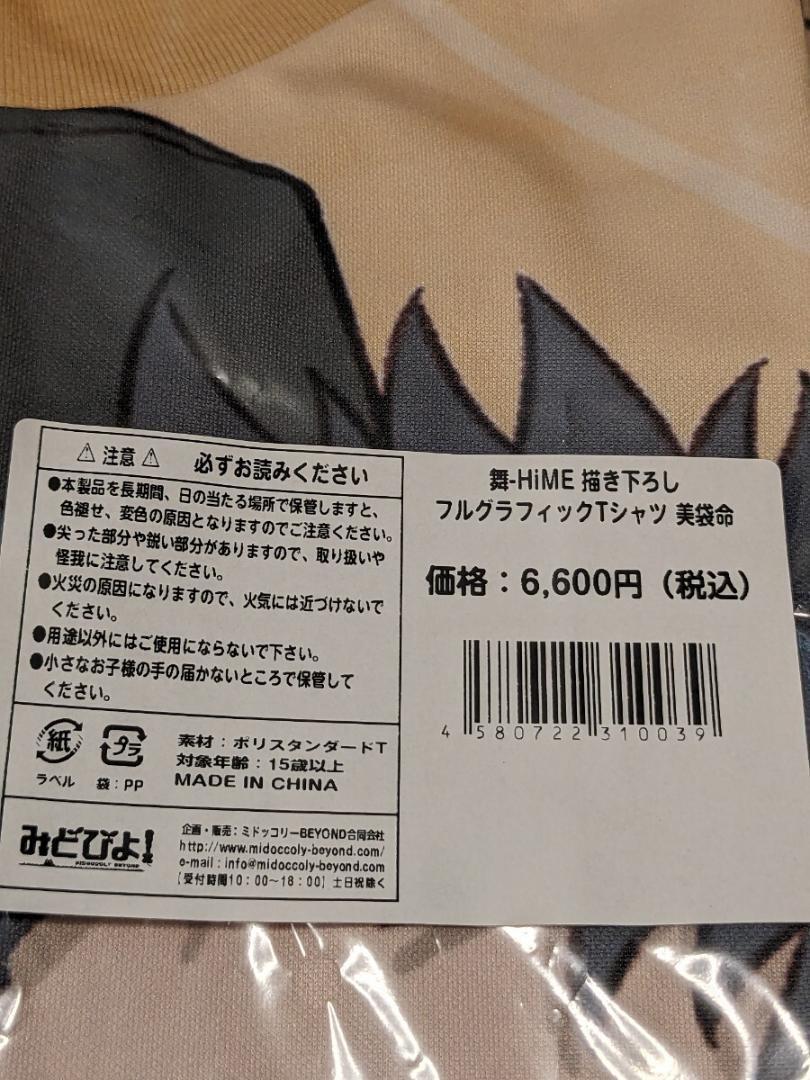 ⚠ 注意 ⚠ 必ずお読みください
●本製品を長期間、日の当たる場所で保管しますと、
色褪せ、変色の原因となりますのでご注意ください。
●尖った部分や鋭い部分がありますので、取り扱いや
怪我に注意してください。
●火災の原因になりますので、火気には近づけないで
ください。
●用途以外にはご使用にならないで下さい。
●小さなお子様の手の届かないところで保管して
ください。
紙
ラベル
プラ
袋：PP
素材：ポリスタンダードT
対象年齢：15歳以上
MADE IN CHINA
みどびよ!
MIDOCCOLY BEYOND
企画・販売：ミドッコリーBEYOND合同会社
http://www.midoccoly-beyond.com/
e-mail：info@midoccoly-beyond.com
【受付時間10：00～18：00】土日祝除く
舞-HiME 描き下ろし
フルグラフィックTシャツ 美袋命
価格：6,600円（税込）
4 580722 310039